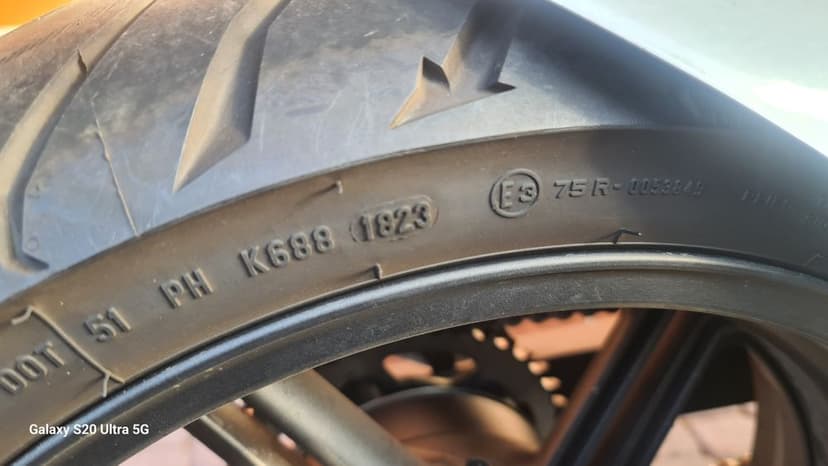 DOT 51 PH K688 1823 E3 75R-
Galaxy S20 Ultra 5G